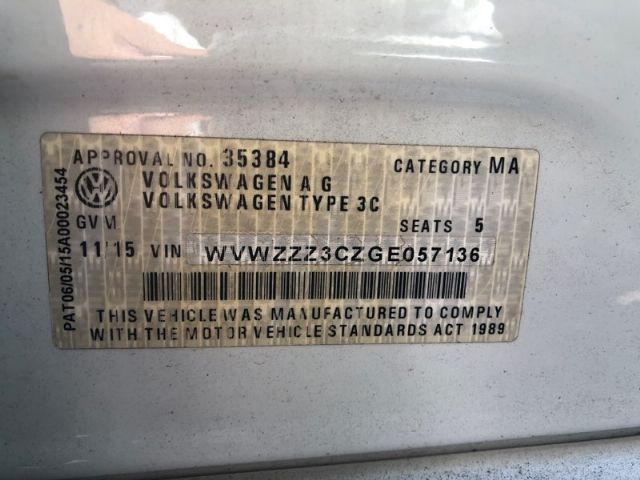 APPROVAL NO. 35384 CATEGORY MA
VOLKSWAGEN A G
VOLKSWAGEN TYPE 3C
GVM SEATS 5
11'15 VIN WVWZZZ3CZGE057136
THIS VEHICLE WAS MANUFACTURED TO COMPLY
WITH THE MOTOR VEHICLE STANDARDS ACT 1989
PAT06/05/15A00023454